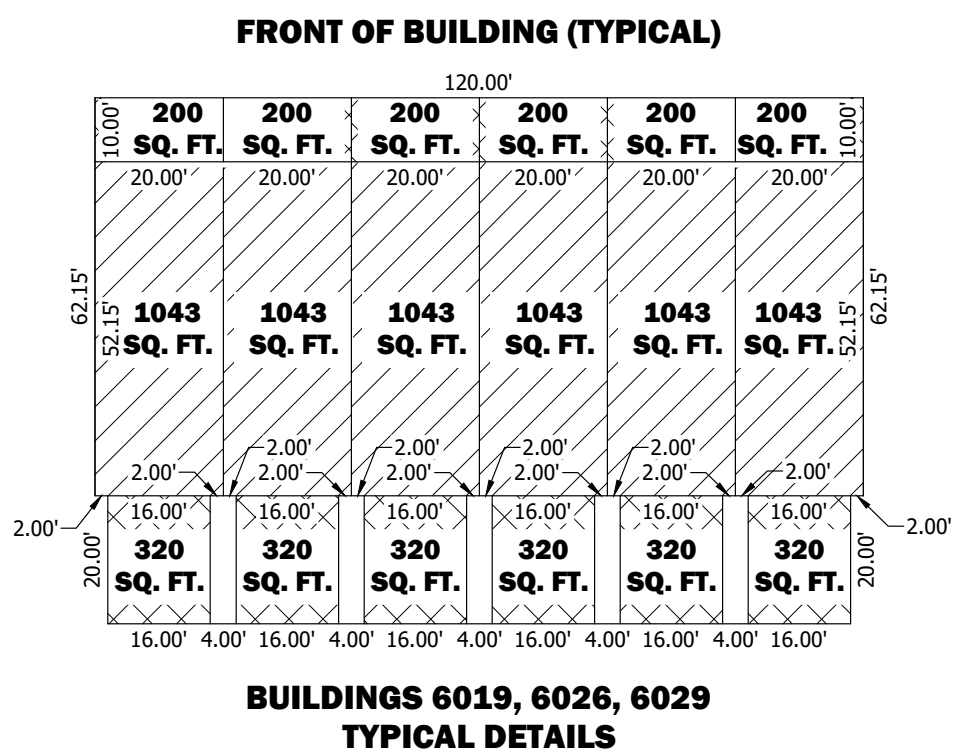 FRONT OF BUILDING (TYPICAL)
120.00'
10.00' 200 200 200 200 200 200 10.00'
SQ. FT. SQ. FT. SQ. FT. SQ. FT. SQ. FT. SQ. FT.
20.00' 20.00' 20.00' 20.00' 20.00' 20.00'
62.15' 52.15' 1043 1043 1043 1043 1043 1043 52.15' 62.15'
SQ. FT. SQ. FT. SQ. FT. SQ. FT. SQ. FT. SQ. FT.
2.00' 2.00' 2.00' 2.00' 2.00'
2.00' 2.00' 2.00' 2.00' 2.00'
2.00' 16.00' 16.00' 16.00' 16.00' 16.00' 16.00' 2.00'
20.00' 320 320 320 320 320 320 20.00'
SQ. FT. SQ. FT. SQ. FT. SQ. FT. SQ. FT. SQ. FT.
16.00' 4.00' 16.00' 4.00' 16.00' 4.00' 16.00' 4.00' 16.00' 4.00' 16.00'
BUILDINGS 6019, 6026, 6029
TYPICAL DETAILS